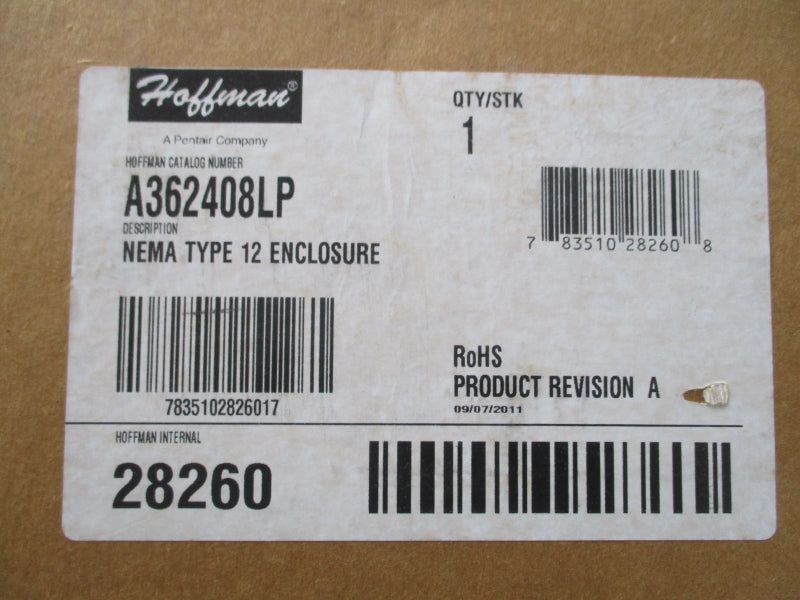 Hoffman®
A Pentair Company
HOFFMAN CATALOG NUMBER
A362408LP
DESCRIPTION
NEMA TYPE 12 ENCLOSURE
7835102826017
QTY/STK
1
7 83510 28260 8
RoHS
PRODUCT REVISION A
09/07/2011
HOFFMAN INTERNAL
28260